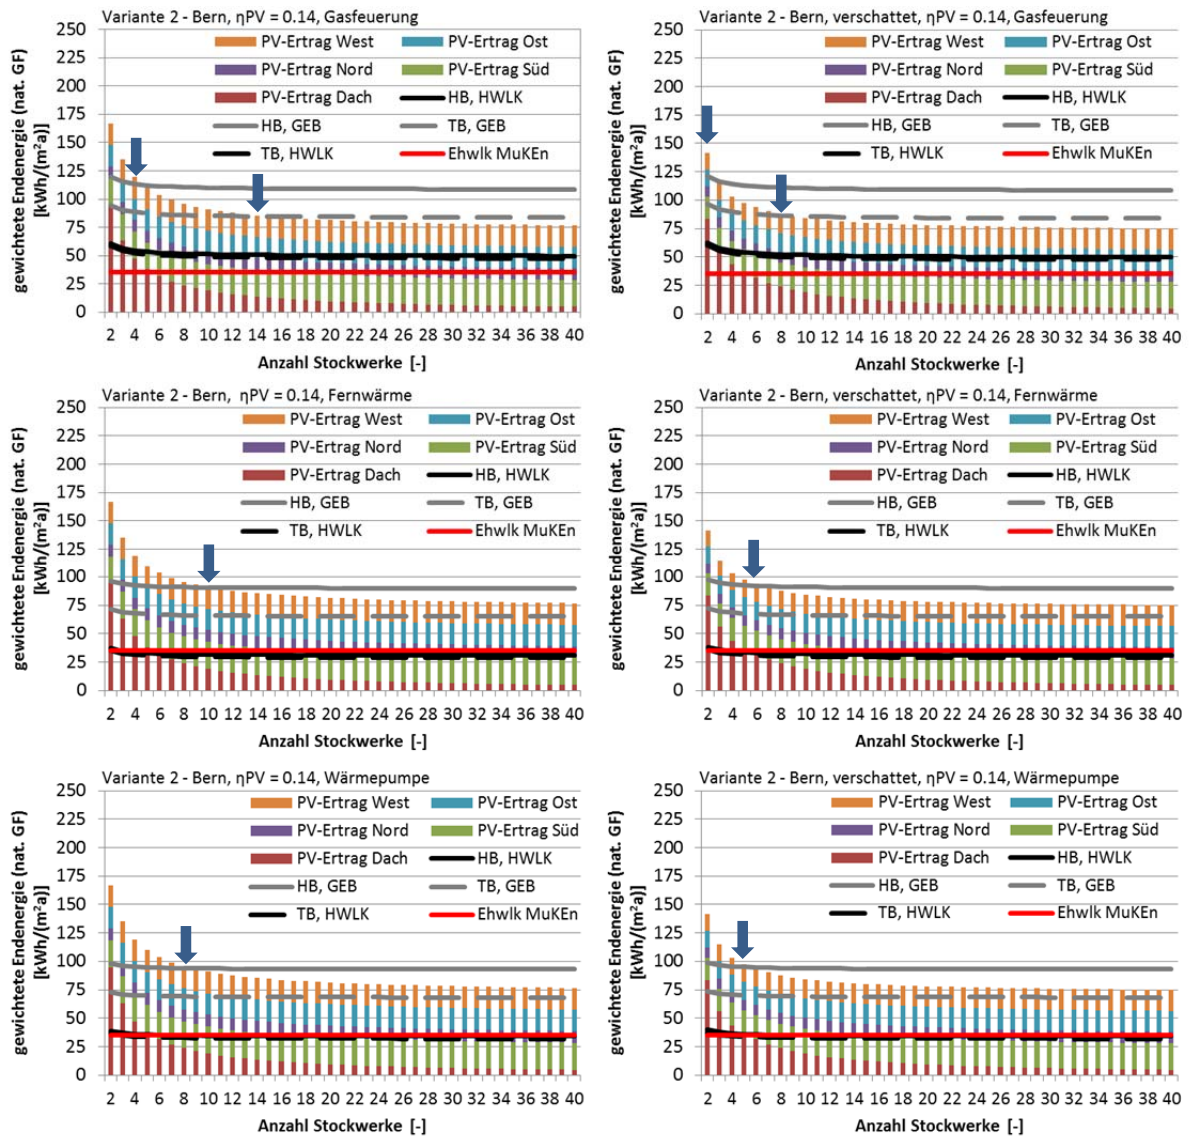 Variante 2 - Bern, ηPV = 0.14, Gasfeuerung
gewichtete Endenergie (nat. GF)
[kWh/(m²a)]
250
225
200
175
150
125
100
75
50
25
0
PV-Ertrag West
PV-Ertrag Ost
PV-Ertrag Nord
PV-Ertrag Süd
PV-Ertrag Dach
HB, HWLK
HB, GEB
TB, GEB
TB, HWLK
Ehwlk MuKEn
2 4 6 8 10 12 14 16 18 20 22 24 26 28 30 32 34 36 38 40
Anzahl Stockwerke [-]
Variante 2 - Bern, verschattet, ηPV = 0.14, Gasfeuerung
gewichtete Endenergie (nat. GF)
[kWh/(m²a)]
250
225
200
175
150
125
100
75
50
25
0
PV-Ertrag West
PV-Ertrag Ost
PV-Ertrag Nord
PV-Ertrag Süd
PV-Ertrag Dach
HB, HWLK
HB, GEB
TB, GEB
TB, HWLK
Ehwlk MuKEn
2 4 6 8 10 12 14 16 18 20 22 24 26 28 30 32 34 36 38 40
Anzahl Stockwerke [-]
Variante 2 - Bern, ηPV = 0.14, Fernwärme
gewichtete Endenergie (nat. GF)
[kWh/(m²a)]
250
225
200
175
150
125
100
75
50
25
0
PV-Ertrag West
PV-Ertrag Ost
PV-Ertrag Nord
PV-Ertrag Süd
PV-Ertrag Dach
HB, HWLK
HB, GEB
TB, GEB
TB, HWLK
Ehwlk MuKEn
2 4 6 8 10 12 14 16 18 20 22 24 26 28 30 32 34 36 38 40
Anzahl Stockwerke [-]
Variante 2 - Bern, verschattet, ηPV = 0.14, Fernwärme
gewichtete Endenergie (nat. GF)
[kWh/(m²a)]
250
225
200
175
150
125
100
75
50
25
0
PV-Ertrag West
PV-Ertrag Ost
PV-Ertrag Nord
PV-Ertrag Süd
PV-Ertrag Dach
HB, HWLK
HB, GEB
TB, GEB
TB, HWLK
Ehwlk MuKEn
2 4 6 8 10 12 14 16 18 20 22 24 26 28 30 32 34 36 38 40
Anzahl Stockwerke [-]
Variante 2 - Bern, ηPV = 0.14, Wärmepumpe
gewichtete Endenergie (nat. GF)
[kWh/(m²a)]
250
225
200
175
150
125
100
75
50
25
0
PV-Ertrag West
PV-Ertrag Ost
PV-Ertrag Nord
PV-Ertrag Süd
PV-Ertrag Dach
HB, HWLK
HB, GEB
TB, GEB
TB, HWLK
Ehwlk MuKEn
2 4 6 8 10 12 14 16 18 20 22 24 26 28 30 32 34 36 38 40
Anzahl Stockwerke [-]
Variante 2 - Bern, verschattet, ηPV = 0.14, Wärmepumpe
gewichtete Endenergie (nat. GF)
[kWh/(m²a)]
250
225
200
175
150
125
100
75
50
25
0
PV-Ertrag West
PV-Ertrag Ost
PV-Ertrag Nord
PV-Ertrag Süd
PV-Ertrag Dach
HB, HWLK
HB, GEB
TB, GEB
TB, HWLK
Ehwlk MuKEn
2 4 6 8 10 12 14 16 18 20 22 24 26 28 30 32 34 36 38 40
Anzahl Stockwerke [-]